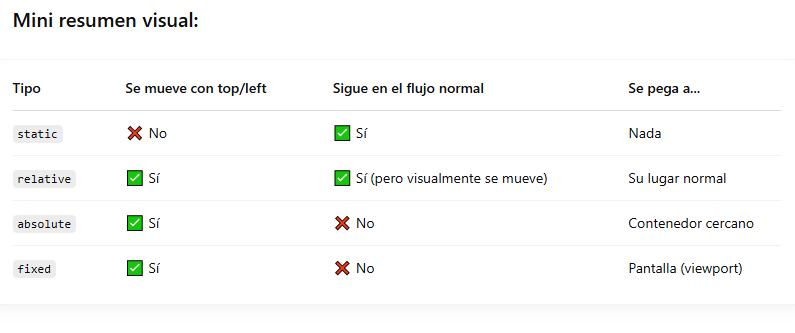 Mini resumen visual:
Tipo Se mueve con top/left Sigue en el flujo normal Se pega a...
static ❌ No ✅ Sí Nada
relative ✅ Sí ✅ Sí (pero visualmente se mueve) Su lugar normal
absolute ✅ Sí ❌ No Contenedor cercano
fixed ✅ Sí ❌ No Pantalla (viewport)